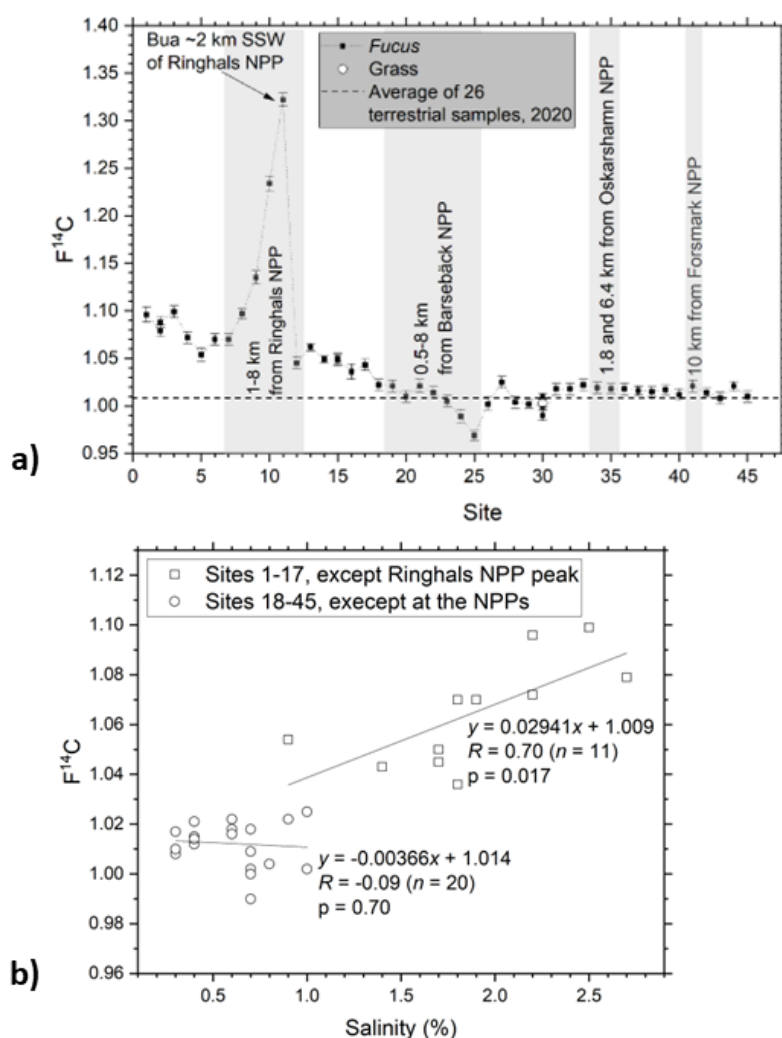 Bua ~2 km SSW
of Ringhals NPP
Fucus
Grass
Average of 26
terrestrial samples, 2020
1-8 km
from Ringhals NPP
0.5-8 km
from Barsebäck NPP
1.8 and 6.4 km from Oskarshamn NPP
10 km from Forsmark NPP
F¹⁴C
1.40
1.35
1.30
1.25
1.20
1.15
1.10
1.05
1.00
0.95
0 5 10 15 20 25 30 35 40 45
Site
a)
Sites 1-17, except Ringhals NPP peak
Sites 18-45, execept at the NPPs
F¹⁴C
1.12
1.10
1.08
1.06
1.04
1.02
1.00
0.98
0.96
y = 0.02941x + 1.009
R = 0.70 (n = 11)
p = 0.017
y = -0.00366x + 1.014
R = -0.09 (n = 20)
p = 0.70
0.5 1.0 1.5 2.0 2.5
Salinity (%)
b)